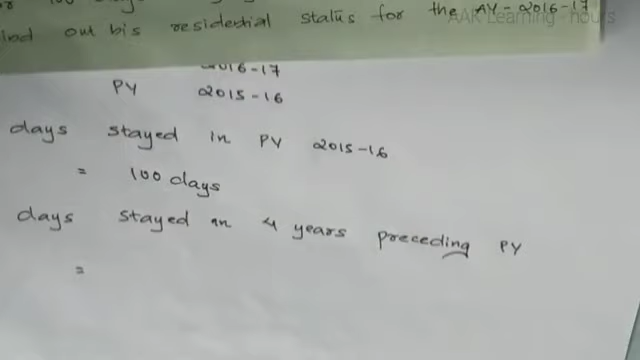 find out his residential status for the AY-2016-17
AAK Learning - hours
2016-17
PY 2015-16
days stayed in PY 2015-16
= 100 days
days stayed in 4 years preceding PY
=